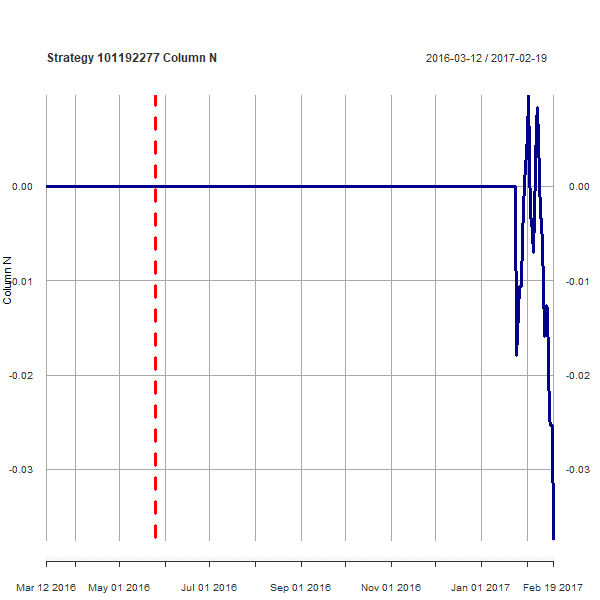 Strategy 101192277 Column N
2016-03-12 / 2017-02-19
0.00
0.00
Column N
-0.01
-0.01
-0.02
-0.02
-0.03
-0.03
Mar 12 2016
May 01 2016
Jul 01 2016
Sep 01 2016
Nov 01 2016
Jan 01 2017
Feb 19 2017